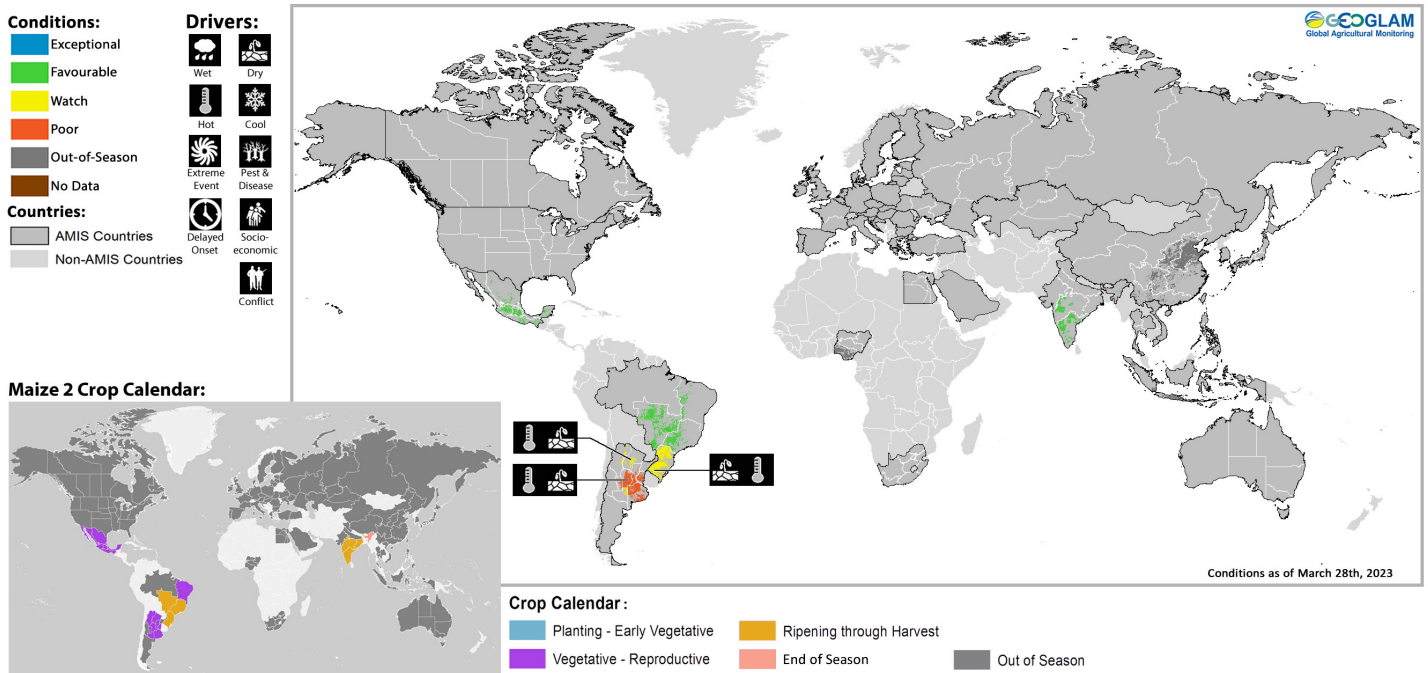 Conditions:
Exceptional
Favourable
Watch
Poor
Out-of-Season
No Data
Countries:
AMIS Countries
Non-AMIS Countries
Drivers:
Wet
Dry
Hot
Cool
Extreme
Event
Pest &
Disease
Delayed
Onset
Socio-
economic
Conflict
GEOGLAM
Global Agricultural Monitoring
Conditions as of March 28th, 2023
Maize 2 Crop Calendar:
Crop Calendar :
Planting - Early Vegetative
Ripening through Harvest
Vegetative - Reproductive
End of Season
Out of Season